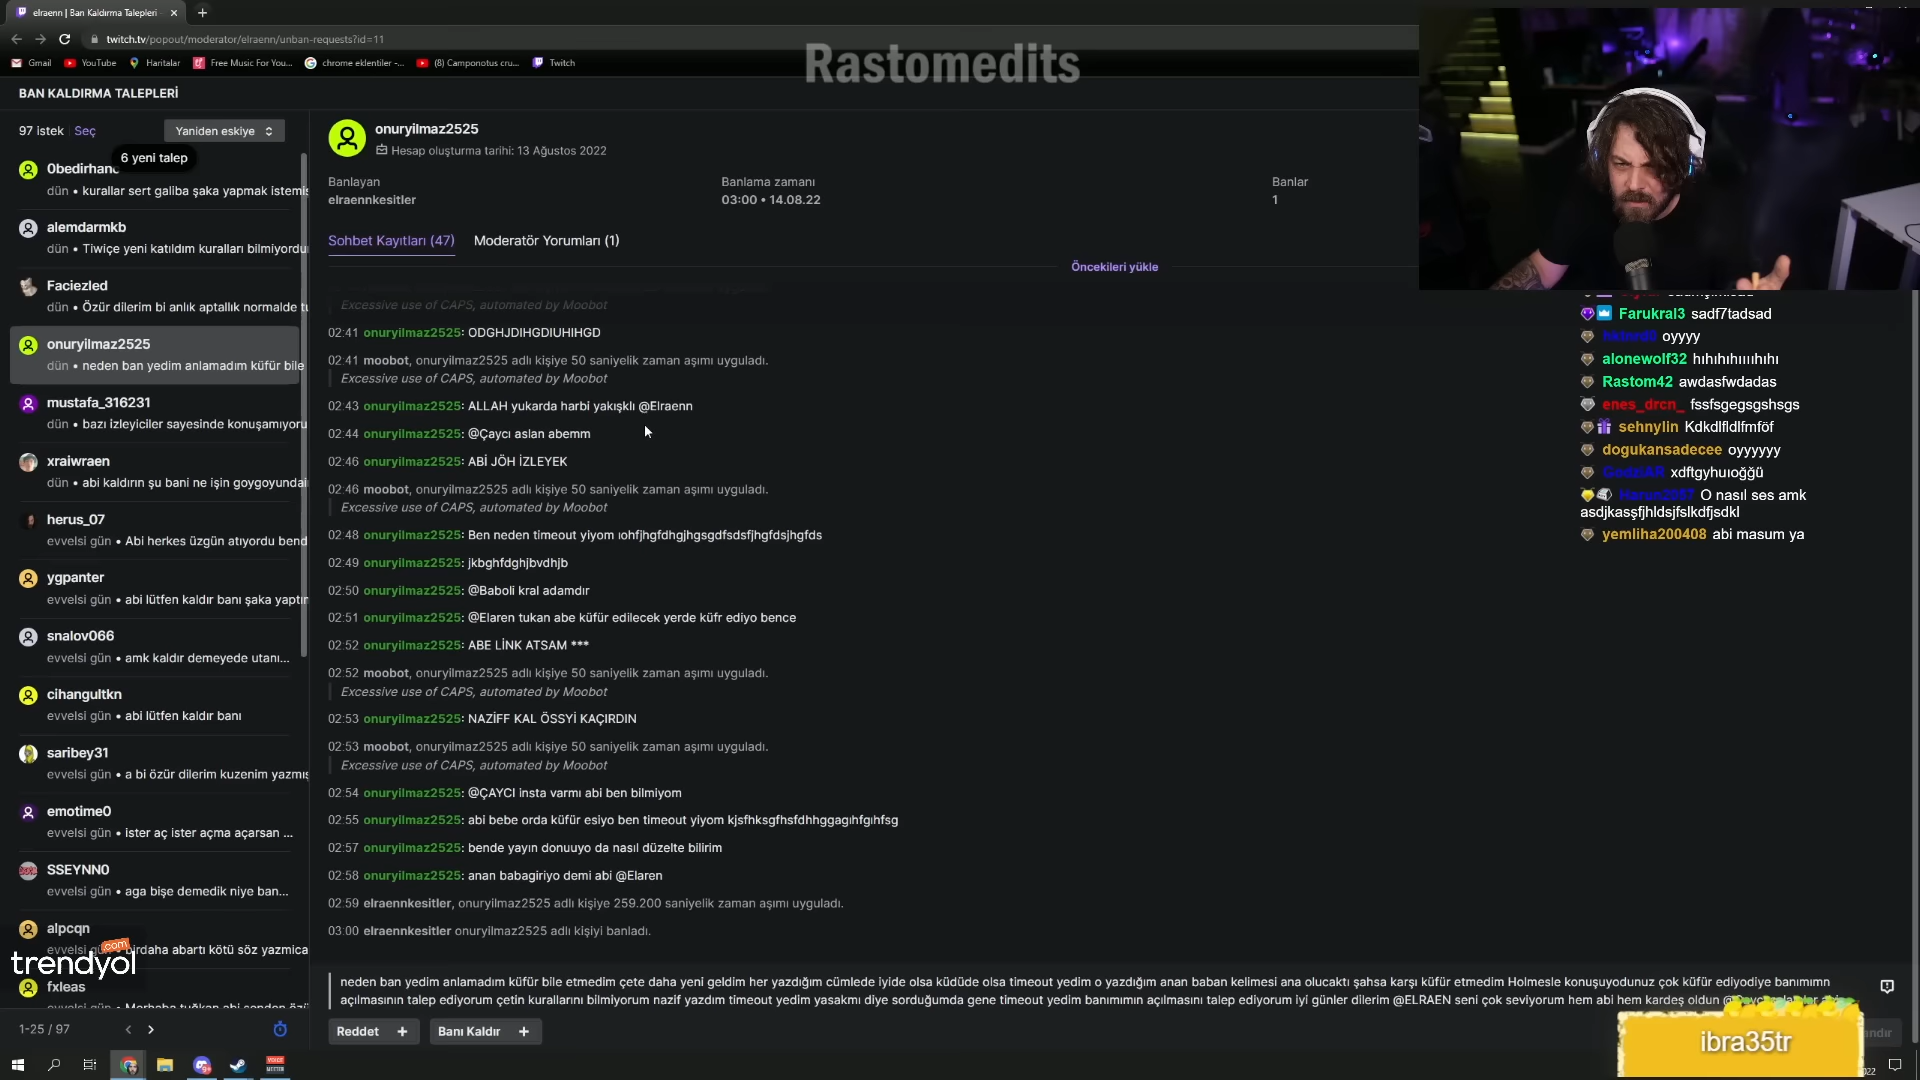 elraenn | Ban Kaldırma Talepleri
twitch.tv/popout/moderator/elraenn/unban-requests?id=11
Gmail
YouTube
Haritalar
Free Music For You...
chrome eklentiler -...
(8) Camponotus cru...
Twitch
Rastomedits
BAN KALDIRMA TALEPLERİ
97 istek
Seç
Yaniden eskiye
6 yeni talep
0bedirhan
dün • kurallar sert galiba şaka yapmak istemiş
alemdarmkb
dün • Tiwiçe yeni katıldım kuralları bilmiyordu
Faciezled
dün • Özür dilerim bi anlık aptallık normalde tu
onuryilmaz2525
dün • neden ban yedim anlamadım küfür bile
mustafa_316231
dün • bazı izleyiciler sayesinde konuşamıyoru
xraiwraen
dün • abi kaldırın şu bani ne işin goygoyundai
herus_07
evvelsi gün • Abi herkes üzgün atıyordu bend
ygpanter
evvelsi gün • abi lütfen kaldır banı şaka yaptır
snalov066
evvelsi gün • amk kaldır demeyede utanı...
cihangultkn
evvelsi gün • abi lütfen kaldır banı
saribey31
evvelsi gün • a bi özür dilerim kuzenim yazmış
emotime0
evvelsi gün • ister aç ister açma açarsan ...
SSEYNN0
evvelsi gün • aga bişe demedik niye ban...
alpcqn
evvelsi birdaha abartı kötü söz yazmica
trendyol
.com
fxleas
1-25 / 97
onuryilmaz2525
Hesap oluşturma tarihi: 13 Ağustos 2022
Banlayan
elraennkesitler
Banlama zamanı
03:00 • 14.08.22
Banlar
1
Sohbet Kayıtları (47)
Moderatör Yorumları (1)
Öncekileri yükle
Excessive use of CAPS, automated by Moobot
02:41 onuryilmaz2525: ODGHJDIHGDIUHIHGD
02:41 moobot, onuryilmaz2525 adlı kişiye 50 saniyelik zaman aşımı uyguladı.
Excessive use of CAPS, automated by Moobot
02:43 onuryilmaz2525: ALLAH yukarda harbi yakışklı @Elraenn
02:44 onuryilmaz2525: @Çaycı aslan abemm
02:46 onuryilmaz2525: ABİ JÖH İZLEYEK
02:46 moobot, onuryilmaz2525 adlı kişiye 50 saniyelik zaman aşımı uyguladı.
Excessive use of CAPS, automated by Moobot
02:48 onuryilmaz2525: Ben neden timeout yiyom ıohfjhgfdhgjhgsgdfsdsfjhgfdsjhgfds
02:49 onuryilmaz2525: jkbghfdghjbvdhjb
02:50 onuryilmaz2525: @Baboli kral adamdır
02:51 onuryilmaz2525: @Elaren tukan abe küfür edilecek yerde küfr ediyo bence
02:52 onuryilmaz2525: ABE LİNK ATSAM ***
02:52 moobot, onuryilmaz2525 adlı kişiye 50 saniyelik zaman aşımı uyguladı.
Excessive use of CAPS, automated by Moobot
02:53 onuryilmaz2525: NAZİFF KAL ÖSSYİ KAÇIRDIN
02:53 moobot, onuryilmaz2525 adlı kişiye 50 saniyelik zaman aşımı uyguladı.
Excessive use of CAPS, automated by Moobot
02:54 onuryilmaz2525: @ÇAYCI insta varmı abi ben bilmiyom
02:55 onuryilmaz2525: abi bebe orda küfür esiyo ben timeout yiyom kjsfhksgfhsfdhhggagıhfgıhfsg
02:57 onuryilmaz2525: bende yayın donuuyo da nasıl düzelte bilirim
02:58 onuryilmaz2525: anan babagiriyo demi abi @Elaren
02:59 elraennkesitler, onuryilmaz2525 adlı kişiye 259.200 saniyelik zaman aşımı uyguladı.
03:00 elraennkesitler onuryilmaz2525 adlı kişiyi banladı.
neden ban yedim anlamadım küfür bile etmedim çete daha yeni geldim her yazdığım cümlede iyide olsa küdüde olsa timeout yedim o yazdığım anan baban kelimesi ana olucaktı şahsa karşı küfür etmedim Holmesle konuşuyodunuz çok küfür ediyodiye banımımn
açılmasının talep ediyorum çetin kurallarını bilmiyorum nazif yazdım timeout yedim yasakmı diye sorduğumda gene timeout yedim banımımın açılmasını talep ediyorum iyi günler dilerim @ELRAEN seni çok seviyorum hem abi hem kardeş oldun
Reddet
Banı Kaldır
Farukral3 sadf7tadsad
oyyyy
alonewolf32 hıhıhıhıııhıhı
Rastom42 awdasfwdadas
enes_drcn_ fssfsgegsgshsgs
sehnylin Kdkdlfldlfmföf
dogukansadecee oyyyyyy
GodziAR xdftgyhuıoğğü
Harun2057 O nasıl ses amk
asdjkasşfjhldsjfslkdfjsdkl
yemliha200408 abi masum ya
ibra35tr